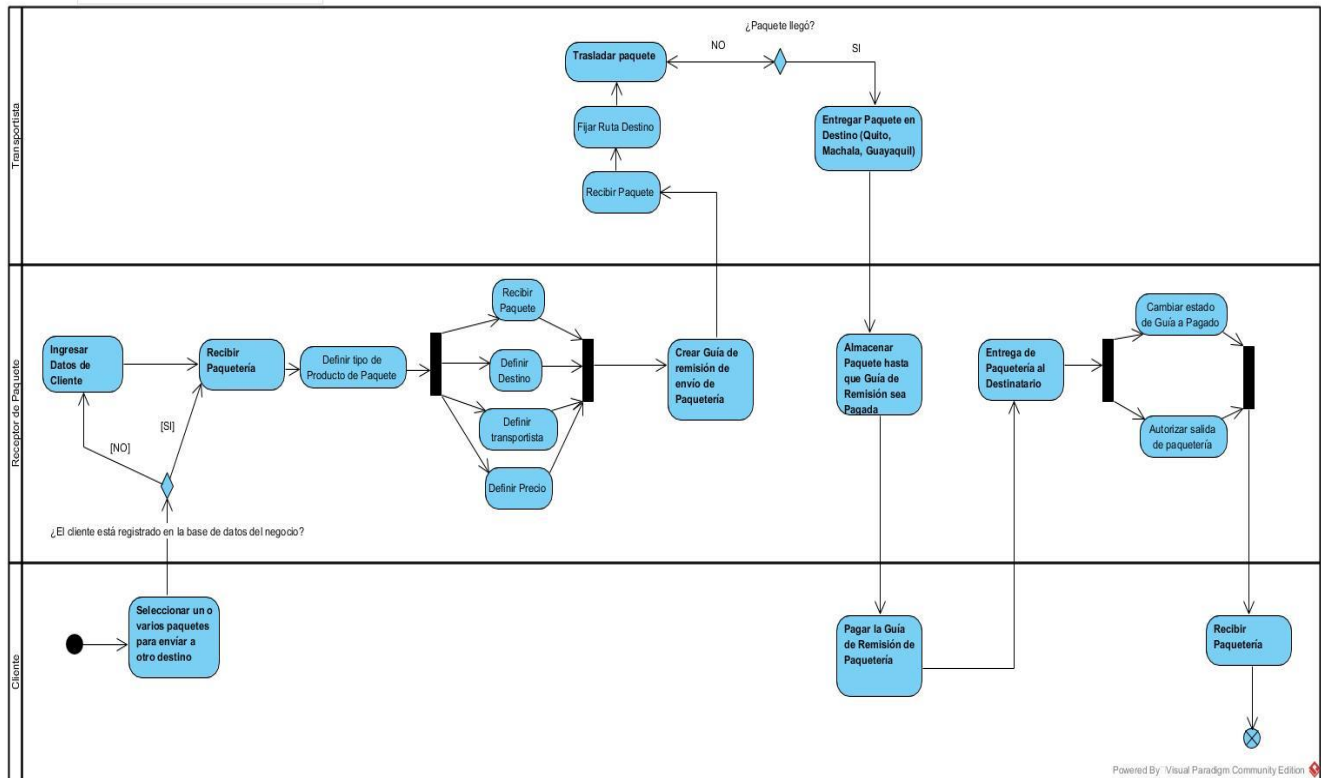 Transportista
¿Paquete llegó?
NO
SI
Trasladar paquete
Fijar Ruta Destino
Recibir Paquete
Entregar Paquete en
Destino (Quito,
Machala, Guayaquil)
Receptor de Paquete
Ingresar
Datos de
Cliente
Recibir
Paquetería
Definir tipo de
Producto de Paquete
Recibir
Paquete
Definir
Destino
Definir
transportista
Definir Precio
Crear Guía de
remisión de
envío de
Paquetería
Almacenar
Paquete hasta
que Guía de
Remisión sea
Pagada
Entrega de
Paquetería al
Destinatario
Cambiar estado
de Guía a Pagado
Autorizar salida
de paquetería
[SI]
[NO]
¿El cliente está registrado en la base de datos del negocio?
Cliente
Seleccionar un o
varios paquetes
para envíar a
otro destino
Pagar la Guía
de Remisión de
Paquetería
Recibir
Paquetería
Powered By Visual Paradigm Community Edition